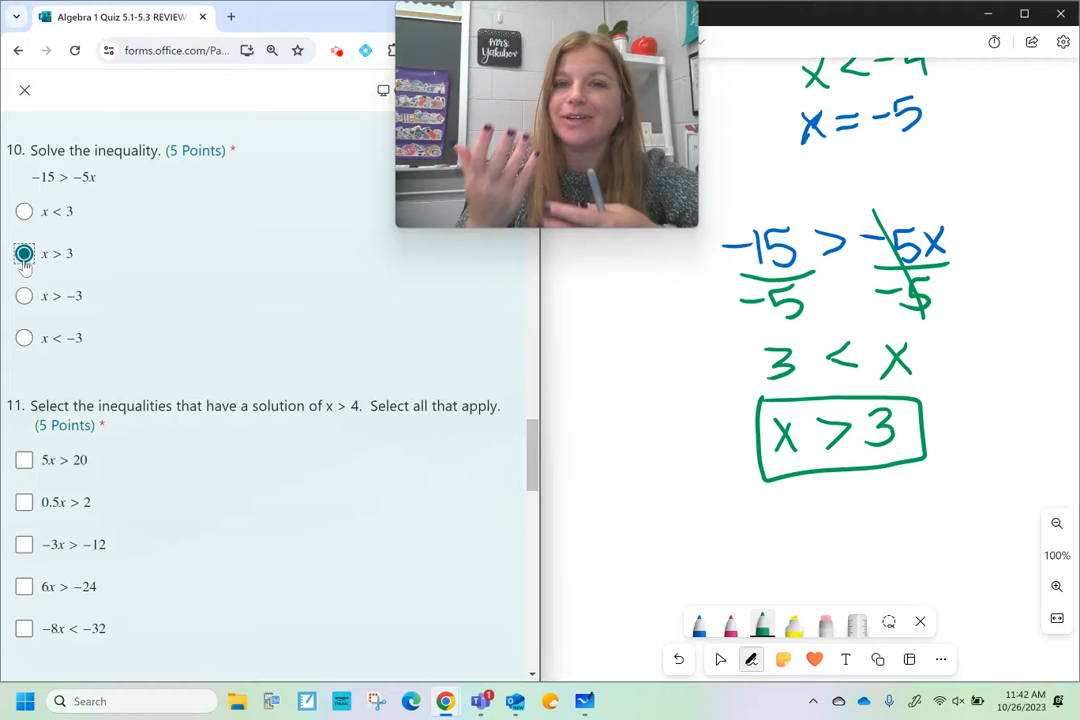 Algebra 1 Quiz 5.1-5.3 REVIEW
forms.office.com/Pa...
Mrs.
Yakubov
10. Solve the inequality. (5 Points) *
−15 > −5x
x < 3
x > 3
x > −3
x < −3
11. Select the inequalities that have a solution of x > 4. Select all that apply.
(5 Points) *
5x > 20
0.5x > 2
−3x > −12
6x > −24
−8x < −32
x < -4
x = -5
-15 > -5x
-5 -5
3 < x
x > 3
100%
Search
1
11:42 AM
10/26/2023